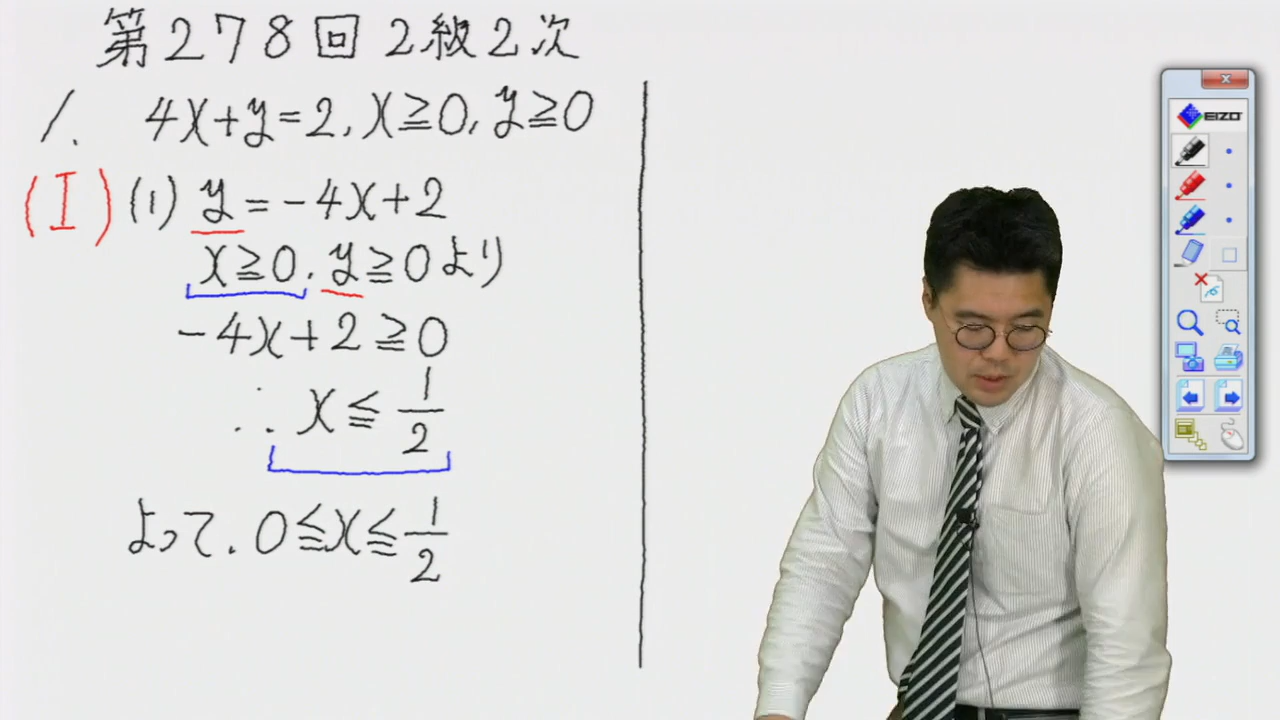 第278回2級2次
1. 4x+y=2, x≧0, y≧0
(I) (1) y=-4x+2
x≧0, y≧0より
-4x+2≧0
∴ x≦1/2
よって, 0≦x≦1/2
EIZO